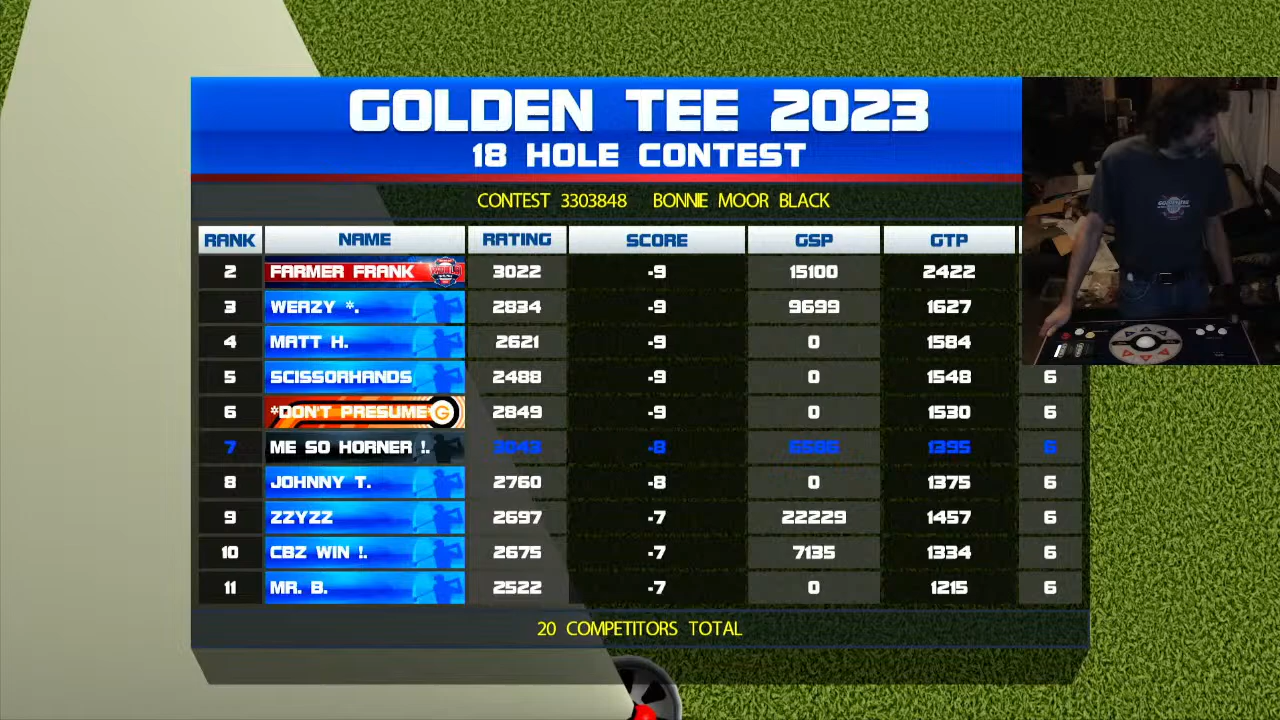 GOLDEN TEE 2023
18 HOLE CONTEST
CONTEST 3303848 BONNIE MOOR BLACK
RANK NAME RATING SCORE GSP GTP
2 FARMER FRANK 3022 -9 15100 2422
3 WERZY *. 2834 -9 9699 1627
4 MATT H. 2621 -9 0 1584
5 SCISSORHANDS 2488 -9 0 1548 6
6 *DON'T PRESUME G 2849 -9 0 1530 6
7 ME SO HORNER !. 3043 -8 6586 1395 6
8 JOHNNY T. 2760 -8 0 1375 6
9 ZZYZZ 2697 -7 22229 1457 6
10 CBZ WIN !. 2675 -7 7135 1334 6
11 MR. B. 2522 -7 0 1215 6
20 COMPETITORS TOTAL